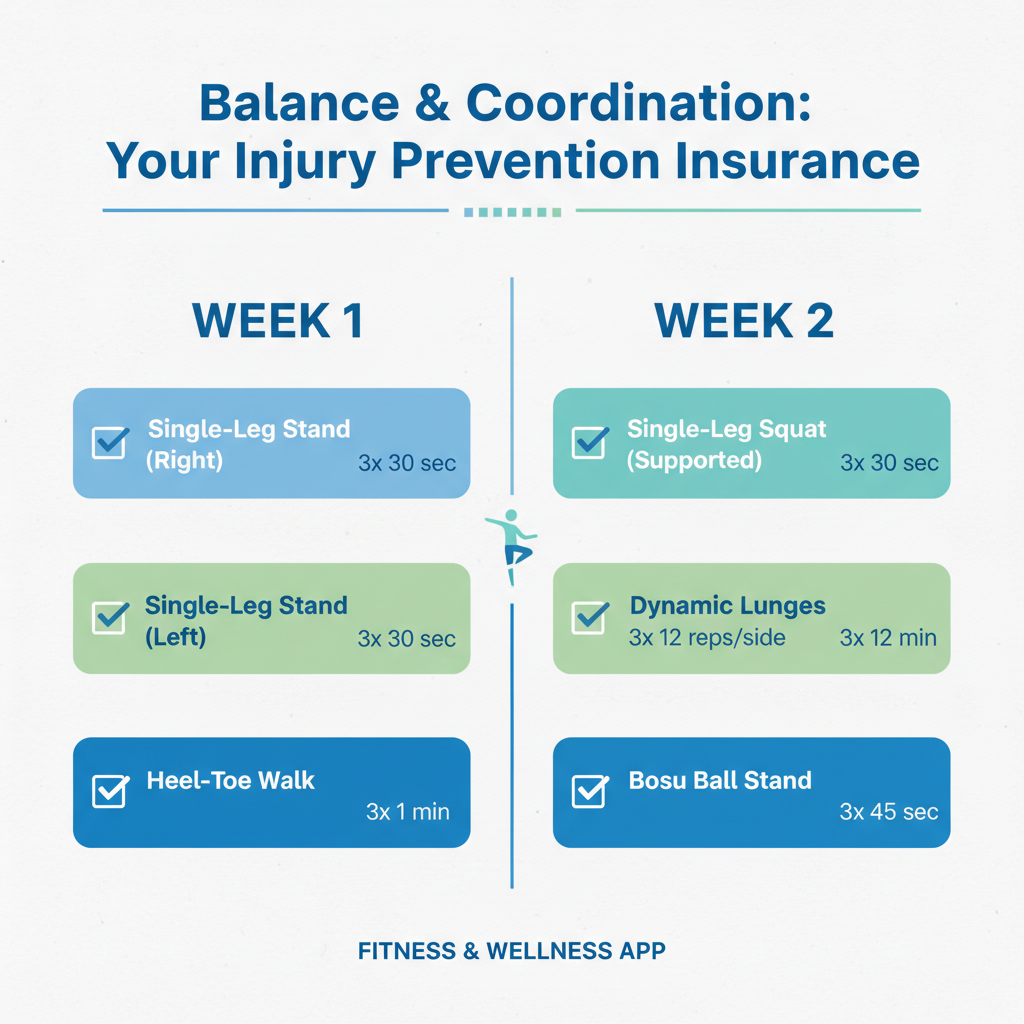 Balance & Coordination:
Your Injury Prevention Insurance
WEEK 1
Single-Leg Stand
(Right)
3x 30 sec
Single-Leg Stand
(Left)
3x 30 sec
Heel-Toe Walk
3x 1 min
WEEK 2
Single-Leg Squat
(Supported)
3x 30 sec
Dynamic Lunges
3x 12 reps/side
3x 12 min
Bosu Ball Stand
3x 45 sec
FITNESS & WELLNESS APP